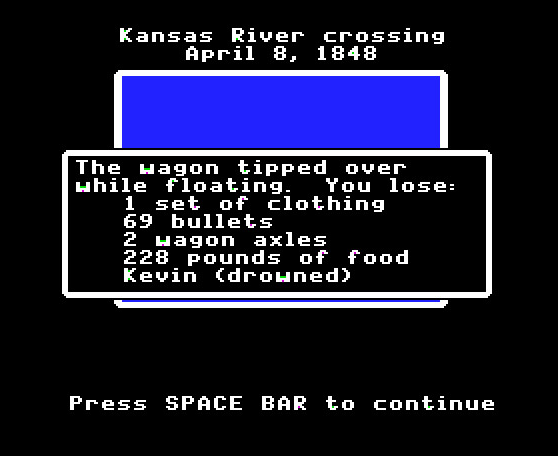 Kansas River crossing
April 8, 1848
The wagon tipped over
while floating.  You lose:
1 set of clothing
69 bullets
2 wagon axles
228 pounds of food
Kevin (drowned)
Press SPACE BAR to continue